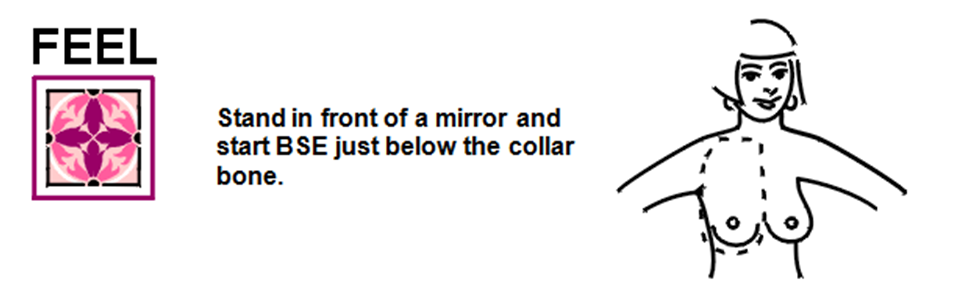 FEEL
Stand in front of a mirror and
start BSE just below the collar
bone.